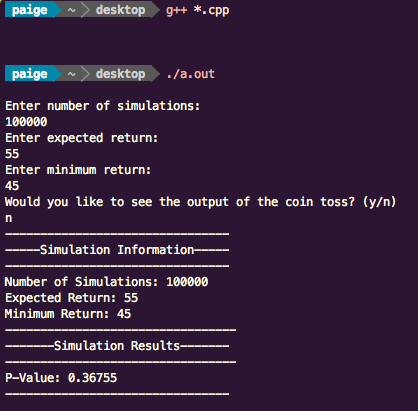 paige ~ desktop g++ *.cpp
paige ~ desktop ./a.out
Enter number of simulations:
100000
Enter expected return:
55
Enter minimum return:
45
Would you like to see the output of the coin toss? (y/n)
n
--------------------------------
-----Simulation Information-----
--------------------------------
Number of Simulations: 100000
Expected Return: 55
Minimum Return: 45
---------------------------------
-------Simulation Results-------
---------------------------------
P-Value: 0.36755
--------------------------------